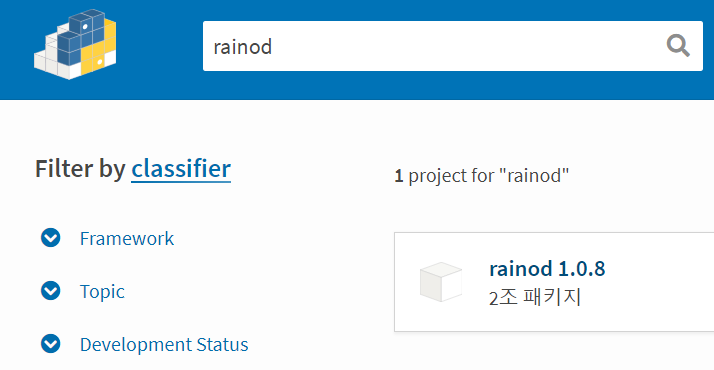 rainod
Filter by classifier
Framework
Topic
Development Status
1 project for "rainod"
rainod 1.0.8
2조 패키지